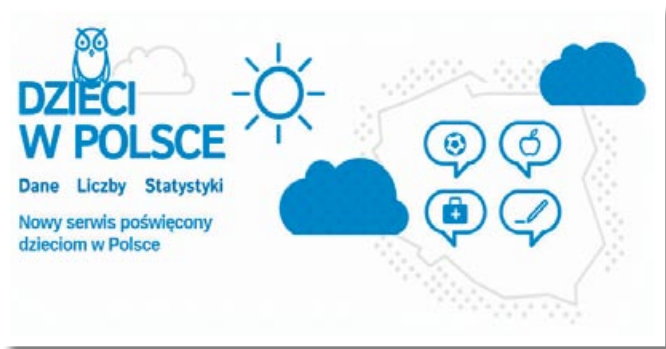 DZIECI
W POLSCE
Dane Liczby Statystyki
Nowy serwis poświęcony
dzieciom w Polsce